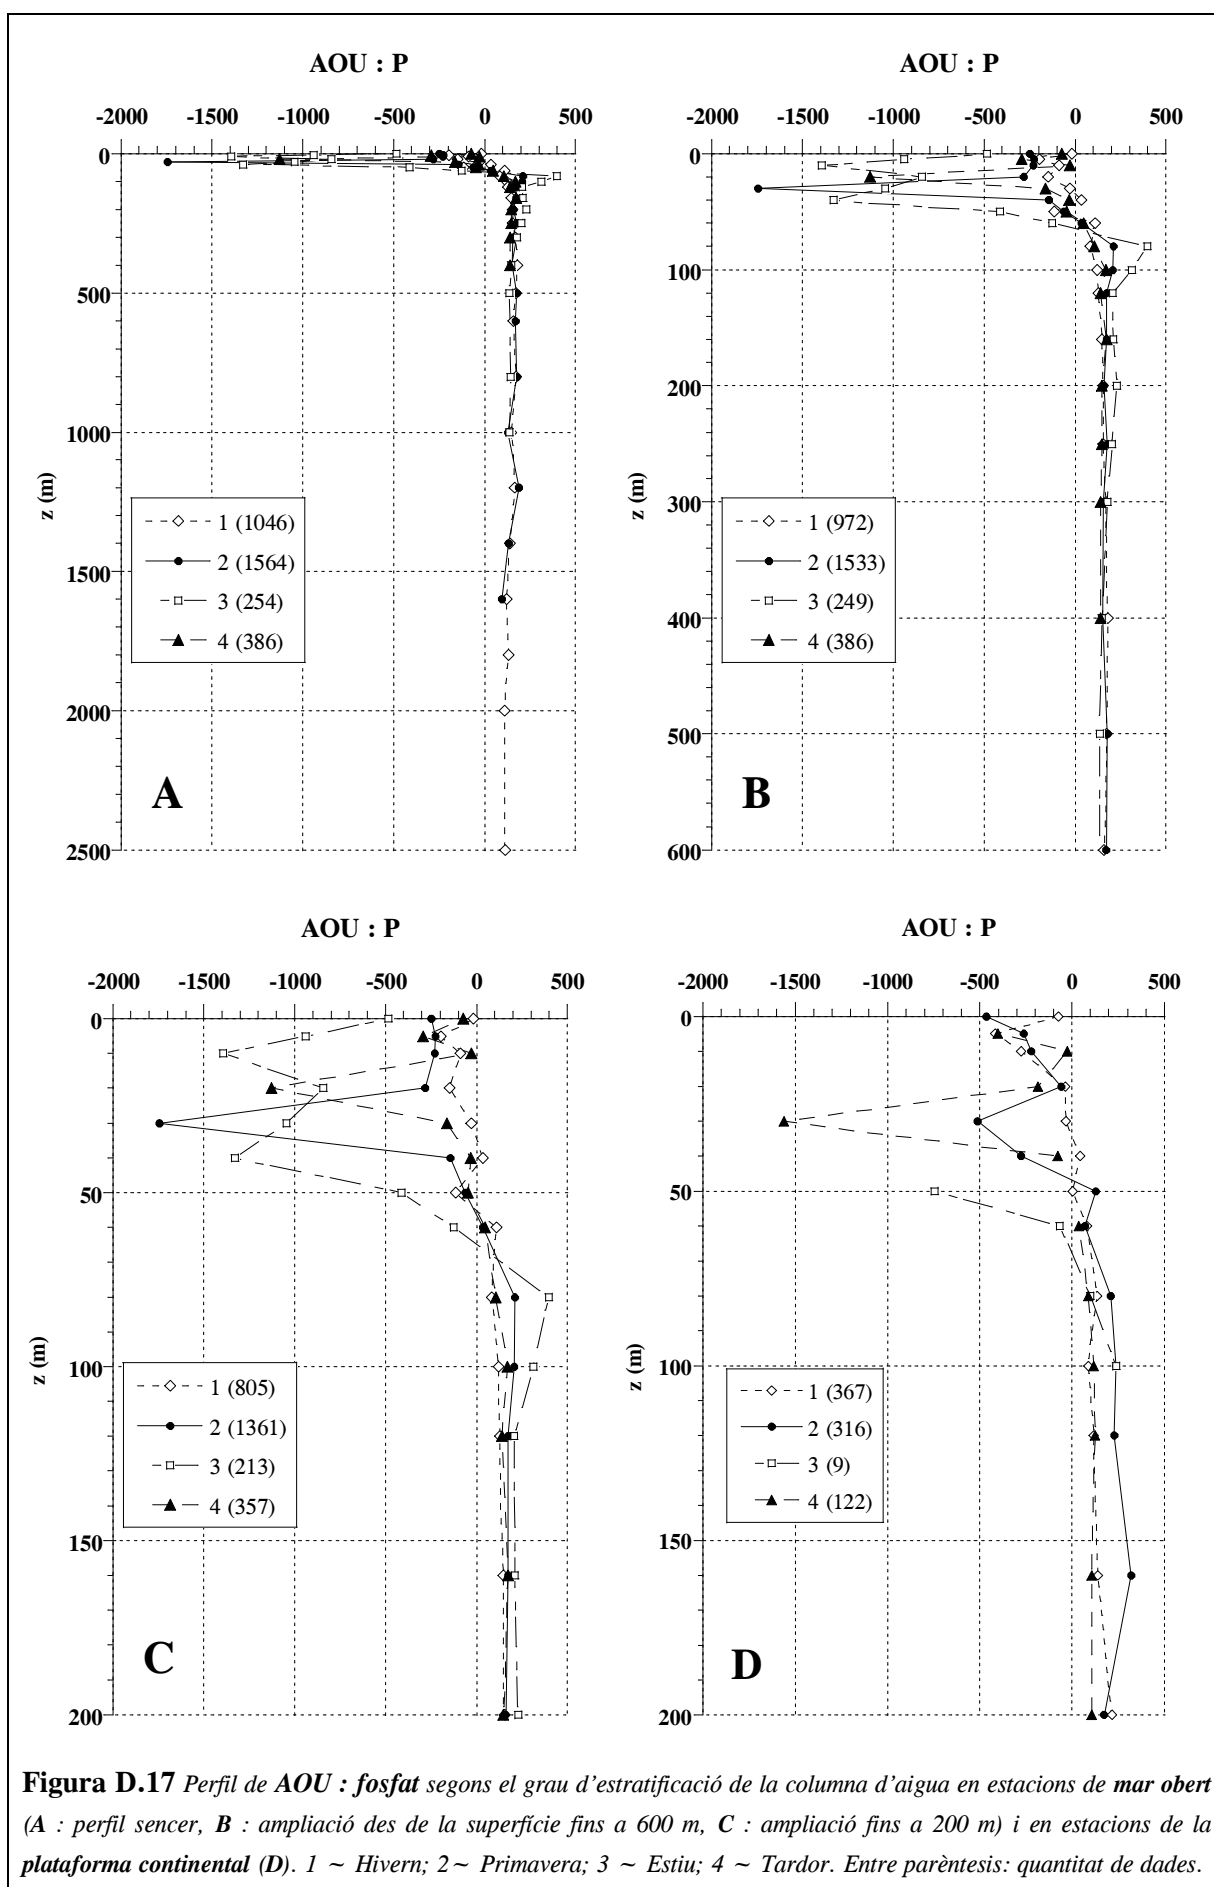 AOU : P
-2000 -1500 -1000 -500 0 500
0
500
1000
1500
2000
2500
z (m)
1 (1046)
2 (1564)
3 (254)
4 (386)
A
AOU : P
-2000 -1500 -1000 -500 0 500
0
100
200
300
400
500
600
z (m)
1 (972)
2 (1533)
3 (249)
4 (386)
B
AOU : P
-2000 -1500 -1000 -500 0 500
0
50
100
150
200
z (m)
1 (805)
2 (1361)
3 (213)
4 (357)
C
AOU : P
-2000 -1500 -1000 -500 0 500
0
50
100
150
200
z (m)
1 (367)
2 (316)
3 (9)
4 (122)
D
Figura D.17 Perfil de AOU : fosfat segons el grau d'estratificació de la columna d'aigua en estacions de mar obert
(A : perfil sencer, B : ampliació des de la superfície fins a 600 m, C : ampliació fins a 200 m) i en estacions de la
plataforma continental (D). 1 ~ Hivern; 2~ Primavera; 3 ~ Estiu; 4 ~ Tardor. Entre parèntesis: quantitat de dades.